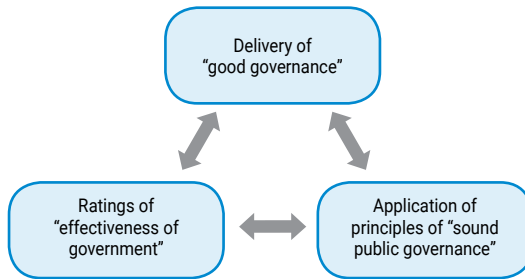 Delivery of
“good governance”
Ratings of
“effectiveness of
government”
Application of
principles of “sound
public governance”